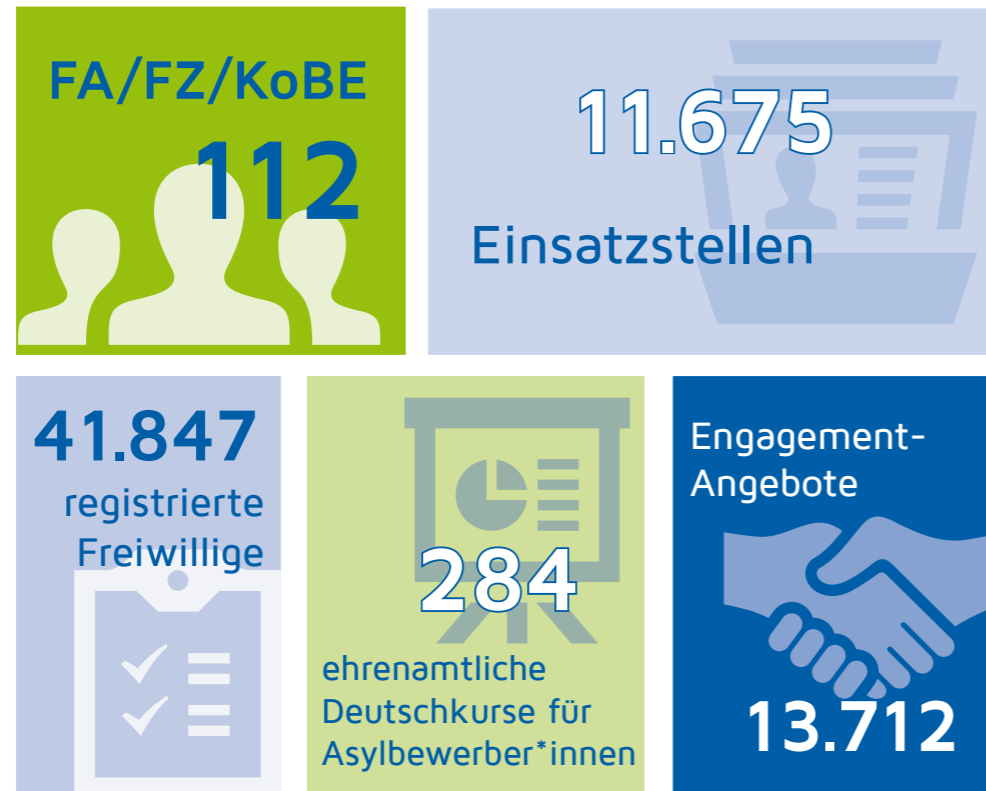 FA/FZ/KoBE
112
11.675
Einsatzstellen
41.847
registrierte
Freiwillige
284
ehrenamtliche
Deutschkurse für
Asylbewerber*innen
Engagement-
Angebote
13.712